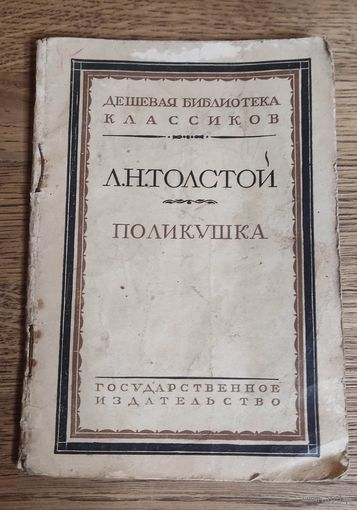 ДЕШЕВАЯ БИБЛИОТЕКА
КЛАССИКОВ
Л.Н.ТОЛСТОЙ
ПОЛИКУШКА
ГОСУДАРСТВЕННОЕ
ИЗДАТЕЛЬСТВО